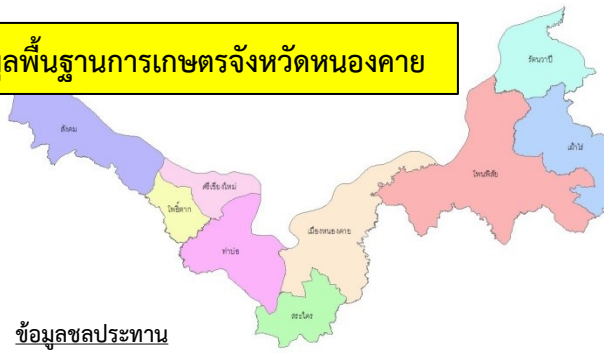 ลพื้นฐานการเกษตรจังหวัดหนองคาย
รัตนวาปี
สังคม
เฝ้าไร่
ศรีเชียงใหม่
โพนพิสัย
โพธิ์ตาก
เมืองหนองคาย
ท่าบ่อ
สระใคร
ข้อมูลชลประทาน